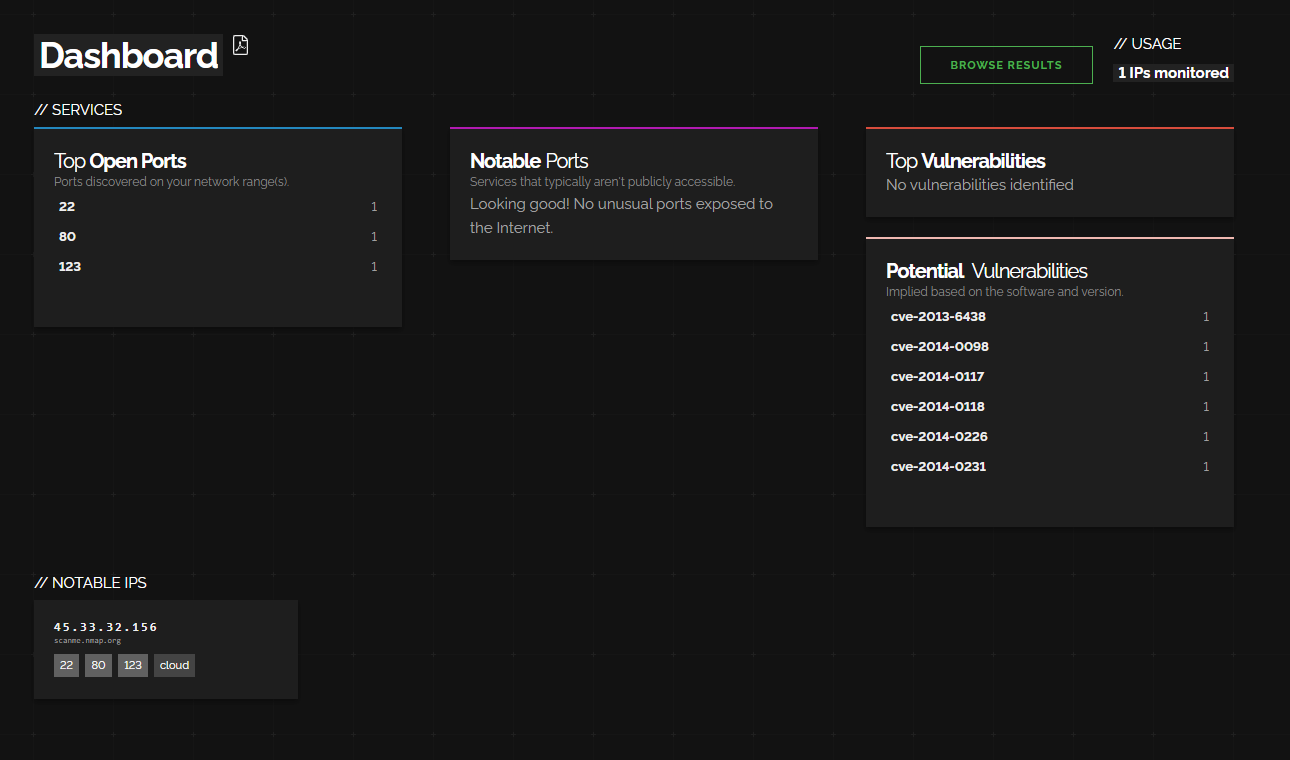 Dashboard
BROWSE RESULTS
// USAGE
1 IPs monitored
// SERVICES
Top Open Ports
Ports discovered on your network range(s).
22 1
80 1
123 1
Notable Ports
Services that typically aren't publicly accessible.
Looking good! No unusual ports exposed to
the Internet.
Top Vulnerabilities
No vulnerabilities identified
Potential Vulnerabilities
Implied based on the software and version.
cve-2013-6438 1
cve-2014-0098 1
cve-2014-0117 1
cve-2014-0118 1
cve-2014-0226 1
cve-2014-0231 1
// NOTABLE IPS
45.33.32.156
scanme.nmap.org
22 80 123 cloud